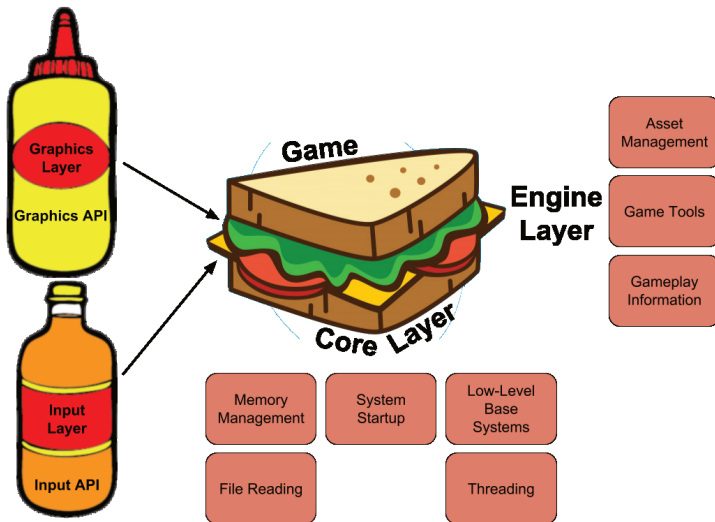 Graphics
Layer
Graphics API
Input
Layer
Input API
Game
Engine
Layer
Core Layer
Asset
Management
Game Tools
Gameplay
Information
Memory
Management
System
Startup
Low-Level
Base
Systems
File Reading
Threading